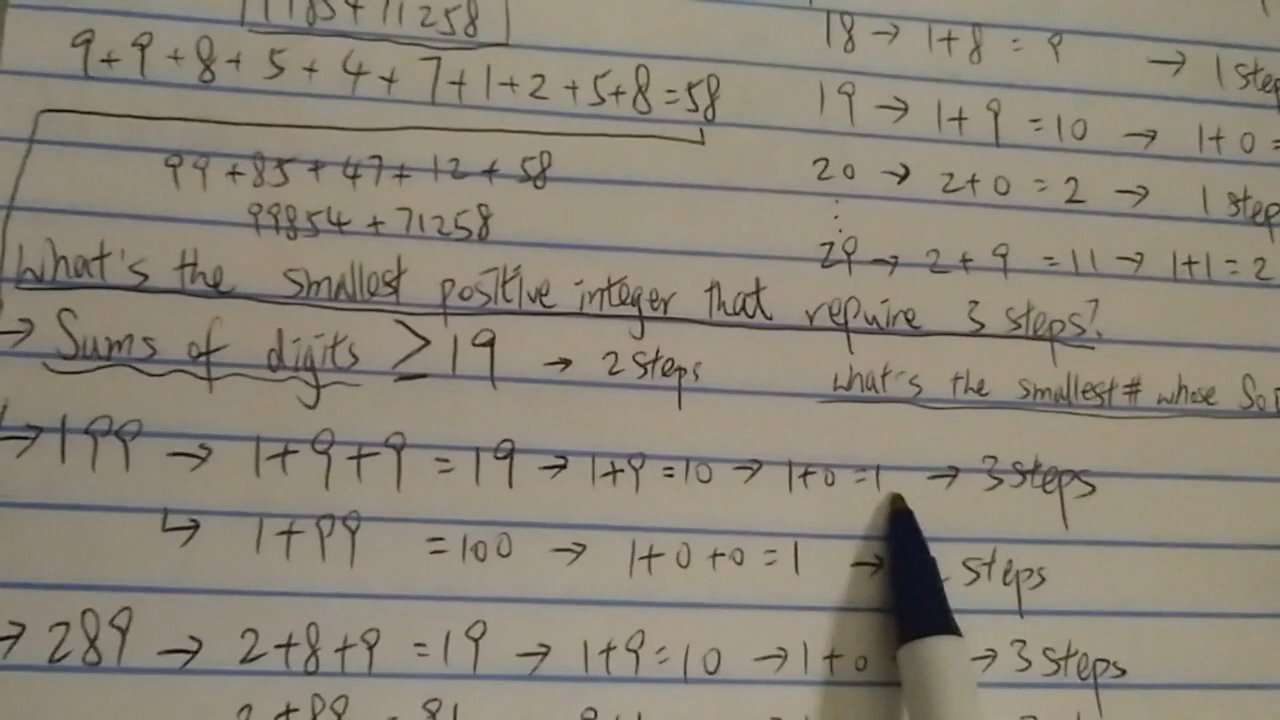 11854+71258
9+9+8+5+4+7+1+2+5+8=58
99+85+47+12+58
99854+71258
18→ 1+8=9 → 1 step
19 → 1+9=10 → 1+0=
20 → 2+0=2 → 1 step
:
29→ 2+9=11→ 1+1=2
What's the smallest positive integer that require 3 steps?
→ Sums of digits ≥19 → 2 steps
What's the smallest # whose So
↳199 → 1+9+9=19→1+9=10→1+0=1 → 3 steps
↳ 1+99 =100 → 1+0+0=1 → steps
→289 → 2+8+9=19 → 1+9=10 →1+0 →3 steps